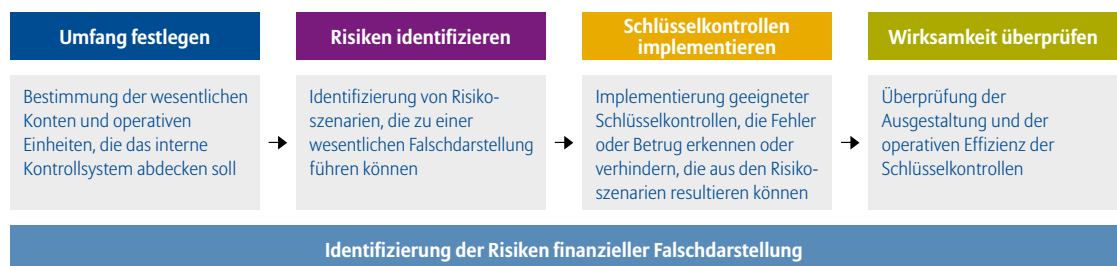 Umfang festlegen
Bestimmung der wesentlichen
Konten und operativen
Einheiten, die das interne
Kontrollsystem abdecken soll
Risiken identifizieren
Identifizierung von Risiko-
szenarien, die zu einer
wesentlichen Falschdarstellung
führen können
Schlüsselkontrollen
implementieren
Implementierung geeigneter
Schlüsselkontrollen, die Fehler
oder Betrug erkennen oder
verhindern, die aus den Risiko-
szenarien resultieren können
Wirksamkeit überprüfen
Überprüfung der
Ausgestaltung und der
operativen Effizienz der
Schlüsselkontrollen
Identifizierung der Risiken finanzieller Falschdarstellung